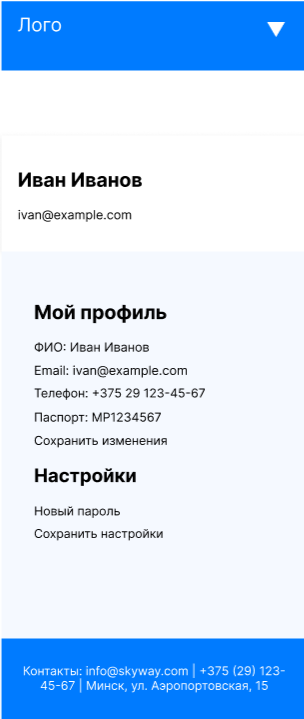 Лого
Иван Иванов
ivan@example.com
Мой профиль
ФИО: Иван Иванов
Email: ivan@example.com
Телефон: +375 29 123-45-67
Паспорт: MP1234567
Сохранить изменения
Настройки
Новый пароль
Сохранить настройки
Контакты: info@skyway.com | +375 (29) 123-
45-67 | Минск, ул. Аэропортовская, 15